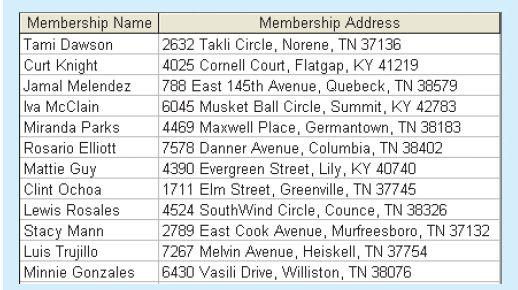 Membership Name Membership Address
Tami Dawson 2632 Takli Circle, Norene, TN 37136
Curt Knight 4025 Cornell Court, Flatgap, KY 41219
Jamal Melendez 788 East 145th Avenue, Quebeck, TN 38579
Iva McClain 6045 Musket Ball Circle, Summit, KY 42783
Miranda Parks 4469 Maxwell Place, Germantown, TN 38183
Rosario Elliott 7578 Danner Avenue, Columbia, TN 38402
Mattie Guy 4390 Evergreen Street, Lily, KY 40740
Clint Ochoa 1711 Elm Street, Greenville, TN 37745
Lewis Rosales 4524 SouthWind Circle, Counce, TN 38326
Stacy Mann 2789 East Cook Avenue, Murfreesboro, TN 37132
Luis Trujillo 7267 Melvin Avenue, Heiskell, TN 37754
Minnie Gonzales 6430 Vasili Drive, Williston, TN 38076